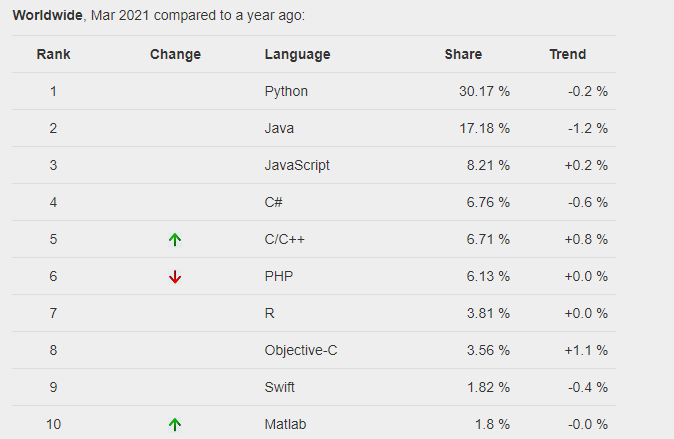 Worldwide, Mar 2021 compared to a year ago:
Rank Change Language Share Trend
1 Python 30.17 % -0.2 %
2 Java 17.18 % -1.2 %
3 JavaScript 8.21 % +0.2 %
4 C# 6.76 % -0.6 %
5 ↑ C/C++ 6.71 % +0.8 %
6 ↓ PHP 6.13 % +0.0 %
7 R 3.81 % +0.0 %
8 Objective-C 3.56 % +1.1 %
9 Swift 1.82 % -0.4 %
10 ↑ Matlab 1.8 % -0.0 %